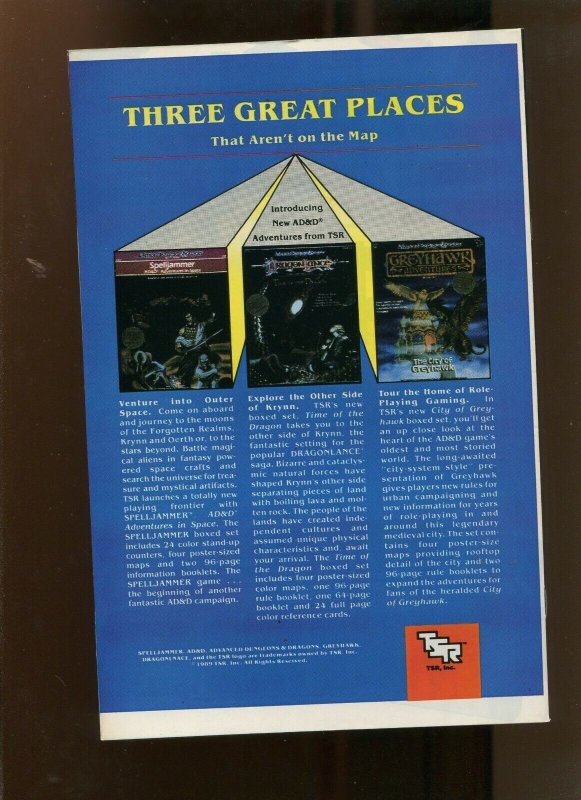 THREE GREAT PLACES
That Aren't on the Map
Introducing
New AD&D®
Adventures from TSR
Spelljammer
AD&D Adventures in Space
GREYHAWK
ADVENTURES
The City of
Greyhawk
Venture into Outer
Space. Come on aboard
and journey to the moons
of the Forgotten Realms,
Krynn and Oerth or, to the
stars beyond. Battle magi-
cal aliens in fantasy pow-
ered space crafts and
search the universe for trea-
sure and mystical artifacts.
TSR launches a totally new
playing frontier with
SPELLJAMMER™ AD&D®
Adventures in Space. The
SPELLJAMMER boxed set
includes 24 color stand-up
counters, four poster-sized
maps and two 96-page
information booklets. The
SPELLJAMMER game ....
the beginning of another
fantastic AD&D campaign.
Explore the Other Side
of Krynn. TSR's new
boxed set, Time of the
Dragon takes you to the
other side of Krynn, the
fantastic setting for the
popular DRAGONLANCE®
saga. Bizarre and cataclys-
mic natural forces have
shaped Krynn's other side
separating pieces of land
with boiling lava and mol-
ten rock. The people of the
lands have created inde-
pendent cultures and
assumed unique physical
characteristics and await
your arrival. The Time of
the Dragon boxed set
includes four poster-sized
color maps, one 96-page
rule booklet, one 64-page
booklet and 24 full page
color reference cards.
Tour the Home of Role-
Playing Gaming. In
TSR's new City of Grey-
hawk boxed set, you'll get
an up close look at the
heart of the AD&D game's
oldest and most storied
world. The long-awaited
"city-system style" pre-
sentation of Greyhawk
gives players new rules for
urban campaigning and
new information for years
of role-playing in and
around this legendary
medieval city. The set con-
tains four poster-size
maps providing rooftop
detail of the city and two
96-page rule booklets to
expand the adventures for
fans of the heralded City
of Greyhawk.
SPELLJAMMER, AD&D, ADVANCED DUNGEONS & DRAGONS, GREYHAWK,
DRAGONLANCE, and the TSR logo are trademarks owned by TSR, Inc.
©1989 TSR, Inc. All Rights Reserved.
TSR
TSR, Inc.